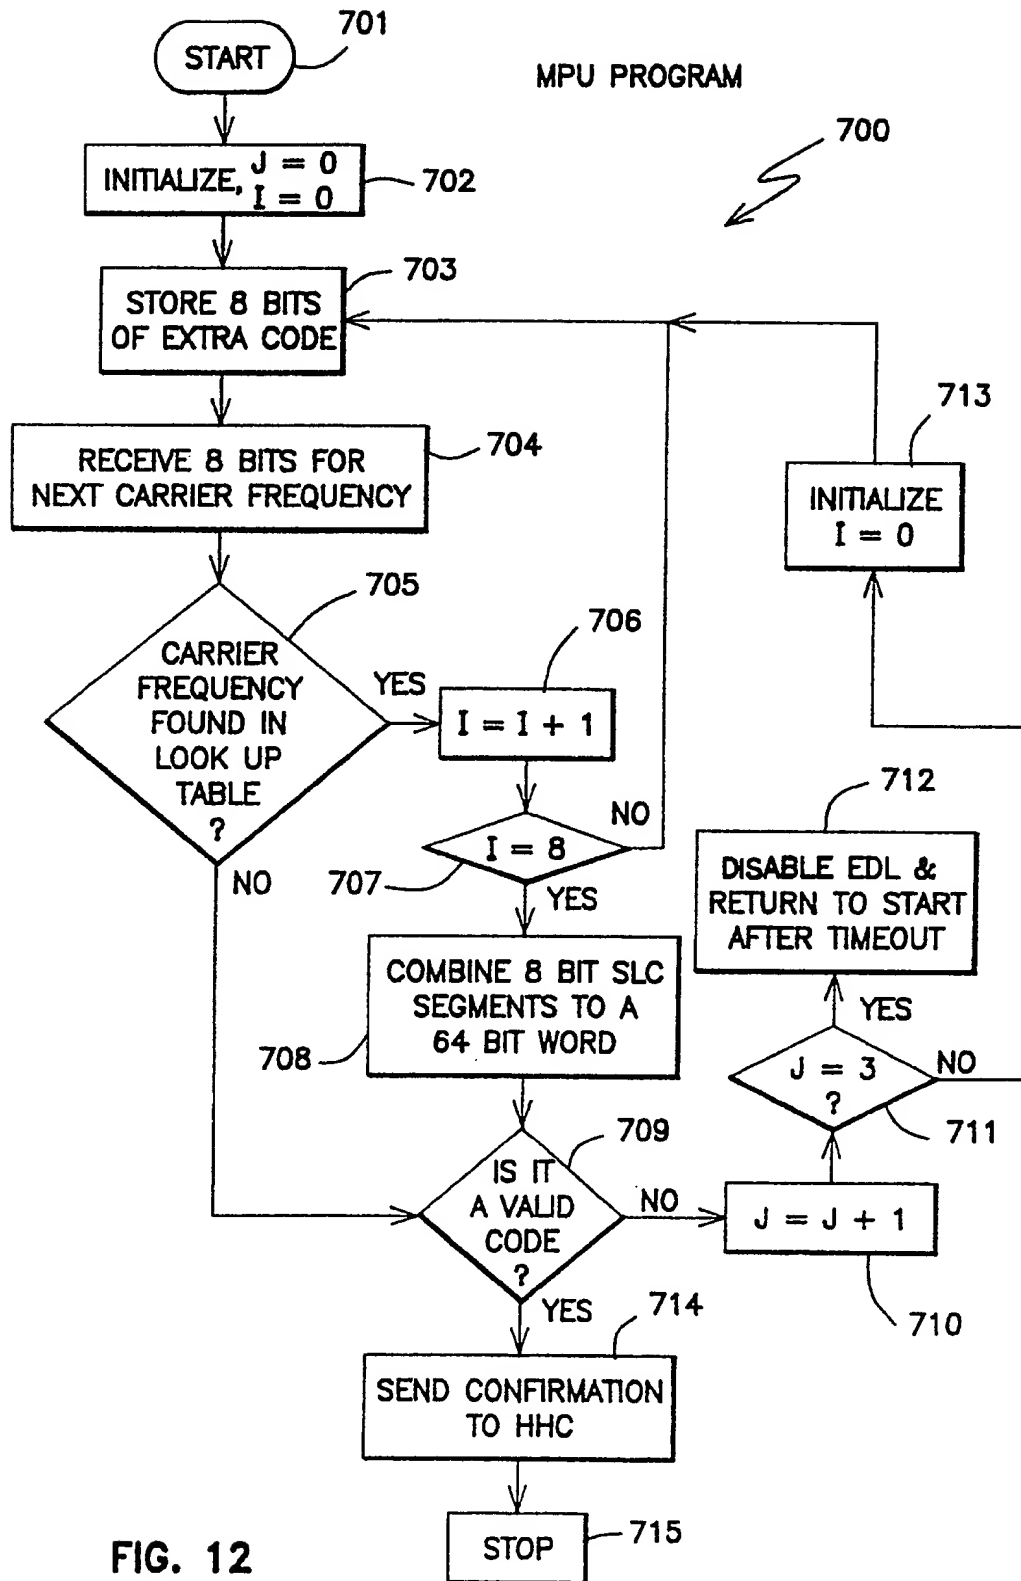 701
START
MPU PROGRAM
700
INITIALIZE, J = 0
I = 0
702
703
STORE 8 BITS
OF EXTRA CODE
713
704
RECEIVE 8 BITS FOR
NEXT CARRIER FREQUENCY
INITIALIZE
I = 0
705
706
CARRIER
FREQUENCY
FOUND IN
LOOK UP
TABLE
?
YES
I = I + 1
712
NO
I = 8
707
NO
YES
DISABLE EDL &
RETURN TO START
AFTER TIMEOUT
COMBINE 8 BIT SLC
SEGMENTS TO A
64 BIT WORD
708
YES
J = 3
?
NO
711
709
IS IT
A VALID
CODE
?
NO
J = J + 1
710
YES
714
SEND CONFIRMATION
TO HHC
STOP
715
FIG. 12